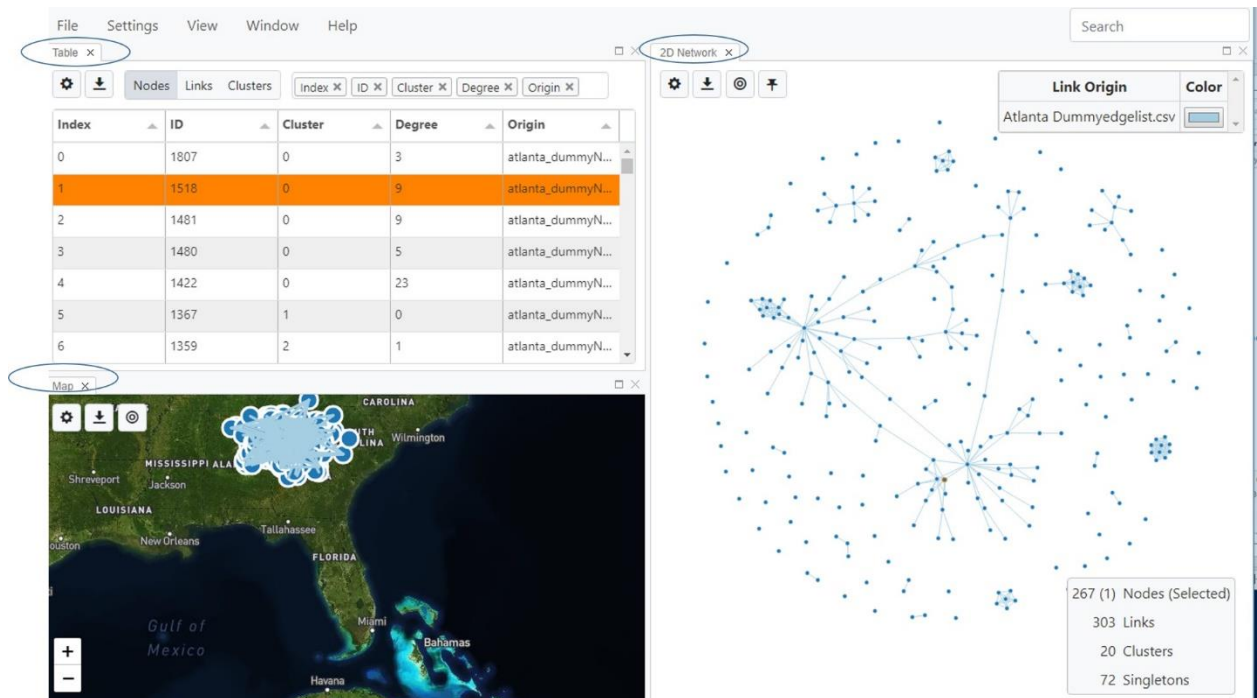 File Settings View Window Help Search
Table ×
Nodes Links Clusters Index × ID × Cluster × Degree × Origin ×
Index ID Cluster Degree Origin
0 1807 0 3 atlanta_dummyN...
1 1518 0 9 atlanta_dummyN...
2 1481 0 9 atlanta_dummyN...
3 1480 0 5 atlanta_dummyN...
4 1422 0 23 atlanta_dummyN...
5 1367 1 0 atlanta_dummyN...
6 1359 2 1 atlanta_dummyN...
Map ×
CAROLINA
Wilmington
MISSISSIPPI
Shreveport
Jackson
LOUISIANA
Tallahassee
New Orleans
FLORIDA
Gulf of
Mexico
Miami
Bahamas
Havana
+
−
2D Network ×
Link Origin Color
Atlanta Dummyedgelist.csv
267 (1) Nodes (Selected)
303 Links
20 Clusters
72 Singletons